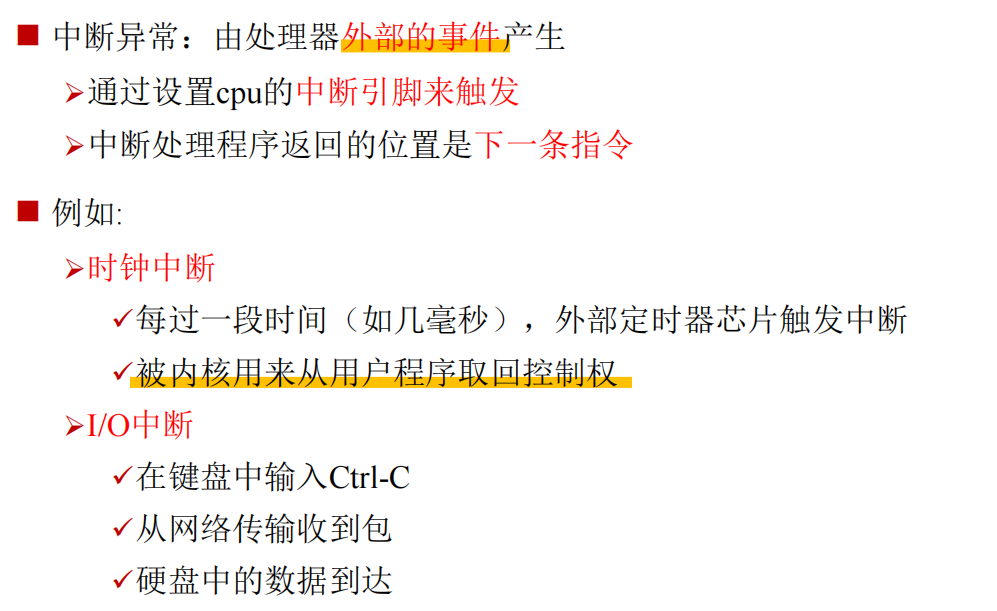 中断异常：由处理器外部的事件产生
通过设置cpu的中断引脚来触发
中断处理程序返回的位置是下一条指令
例如:
时钟中断
每过一段时间（如几毫秒），外部定时器芯片触发中断
被内核用来从用户程序取回控制权
I/O中断
在键盘中输入Ctrl-C
从网络传输收到包
硬盘中的数据到达